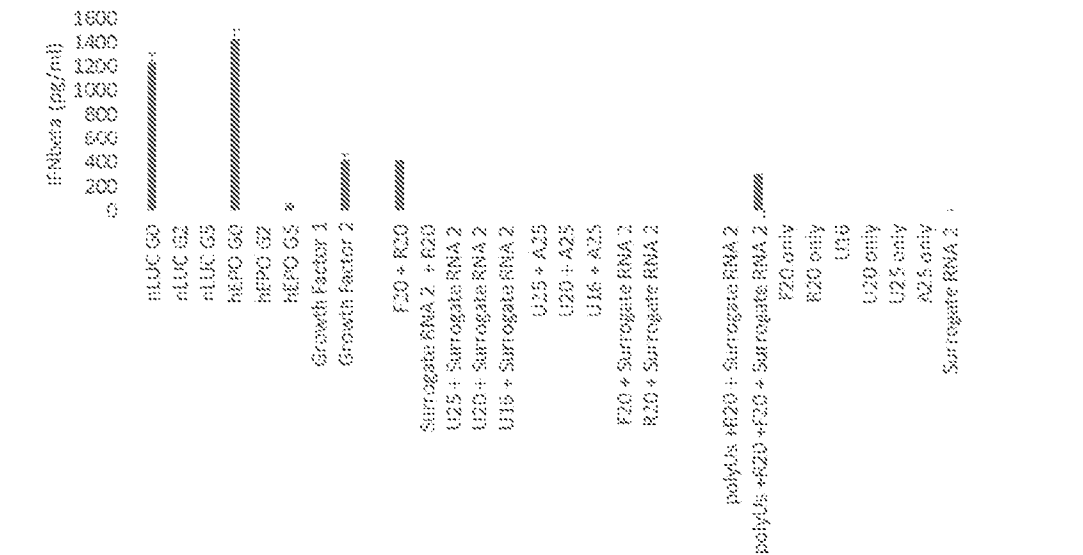 IFNbeta (pg/ml)
1600
1400
1200
1000
800
600
400
200
0
nLUC G0
nLUC G2
nLUC G5
hEPO G0
hEPO G2
hEPO G5
Growth Factor 1
Growth Factor 2
F20 + R20
Surrogate RNA 2 + R20
U25 + Surrogate RNA 2
U20 + Surrogate RNA 2
U16 + Surrogate RNA 2
U25 + A25
U20 + A25
U16 + A25
F20 + Surrogate RNA 2
R20 + Surrogate RNA 2
polyUs +R20 + Surrogate RNA 2
polyUs +R20 +F20 + Surrogate RNA 2
F20 only
R20 only
U16
U20 only
U25 only
A25 only
Surrogate RNA 2